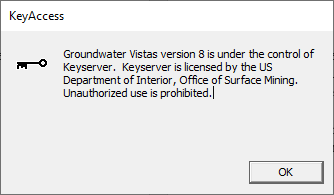 KeyAccess
Groundwater Vistas version 8 is under the control of
Keyserver.  Keyserver is licensed by the US
Department of Interior, Office of Surface Mining.
Unauthorized use is prohibited.
OK